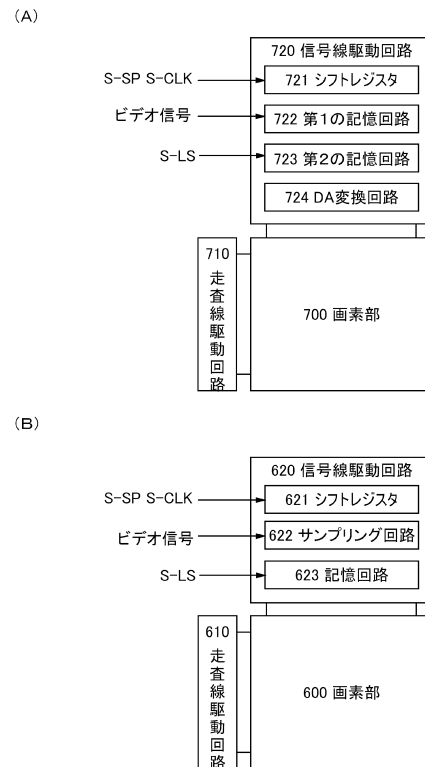 (A)
720 信号線駆動回路
S-SP S-CLK
721 シフトレジスタ
ビデオ信号
722 第1の記憶回路
S-LS
723 第2の記憶回路
724 DA変換回路
710
走査線駆動回路
700 画素部
(B)
620 信号線駆動回路
S-SP S-CLK
621 シフトレジスタ
ビデオ信号
622 サンプリング回路
S-LS
623 記憶回路
610
走査線駆動回路
600 画素部